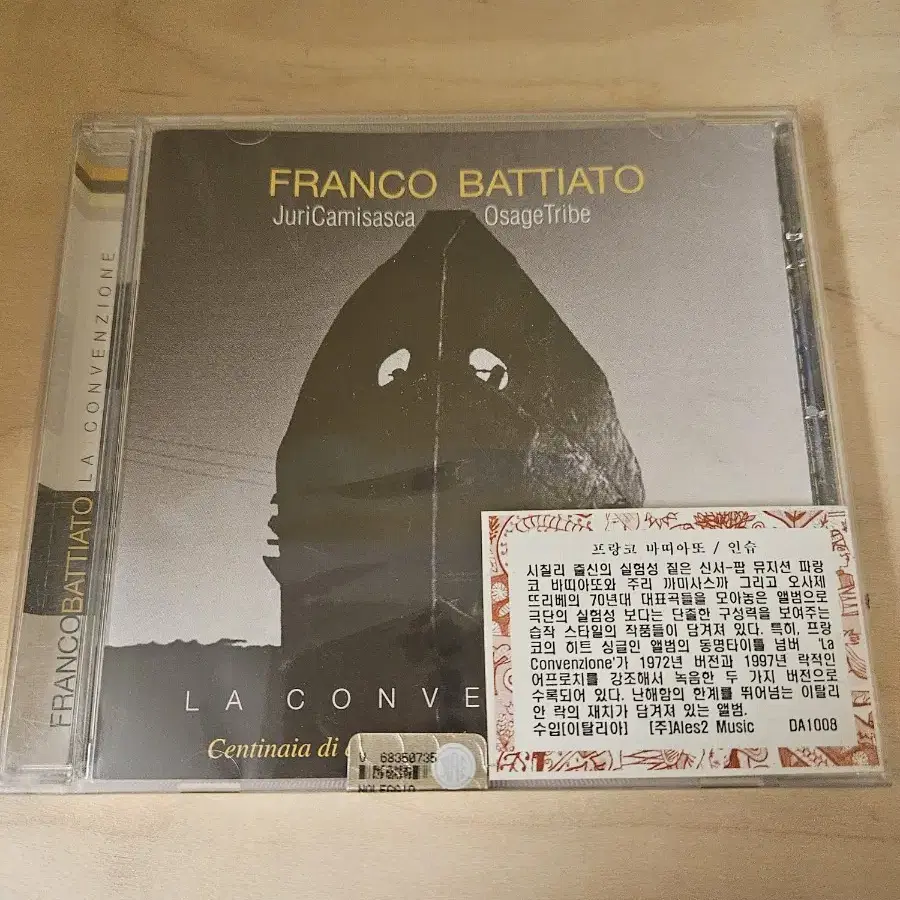 FRANCO BATTIATO
JuriCamisasca OsageTribe
FRANCOBATTIATO LA CONVENZIONE
LA CONVE
Centinaia di
V 68350735
NOLEGGIO
프랑코 바띠아또 / 인습
시칠리 출신의 실험성 짙은 신서-팝 뮤지션 파랑
코 바띠아또와 주리 까미사스까 그리고 오사제
뜨리베의 70년대 대표곡들을 모아놓은 앨범으로
극단의 실험성 보다는 단촐한 구성력을 보여주는
습작 스타일의 작품들이 담겨져 있다. 특히, 프랑
코의 히트 싱글인 앨범의 동명타이틀 넘버 'La
Convenzione'가 1972년 버전과 1997년 락적인
어프로치를 강조해서 녹음한 두 가지 버전으로
수록되어 있다. 난해함의 한계를 뛰어넘는 이탈리
안 락의 재치가 담겨져 있는 앨범.
수입[이탈리아] [주]Ales2 Music DA1008